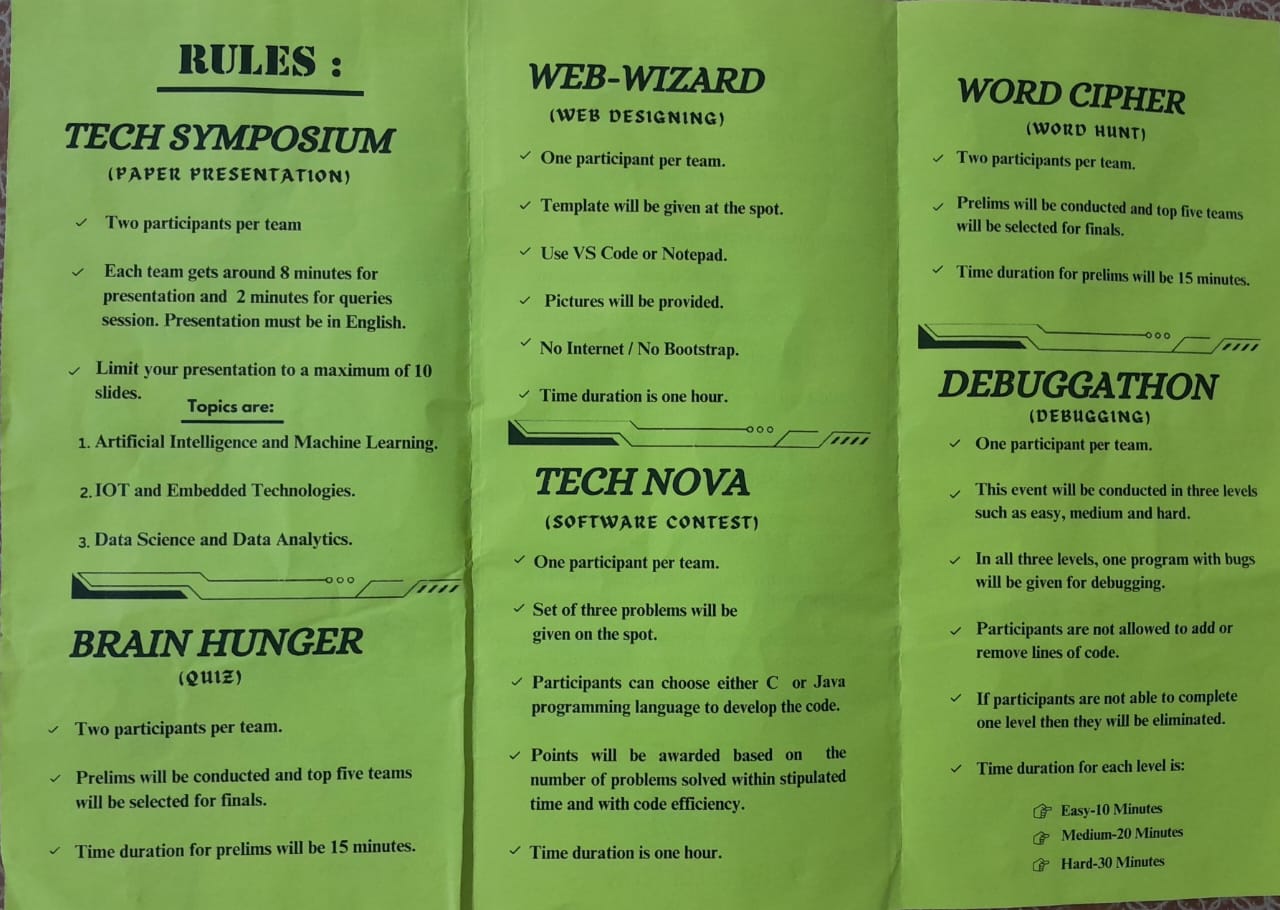 RULES :
TECH SYMPOSIUM
(PAPER PRESENTATION)
✓ Two participants per team
✓ Each team gets around 8 minutes for
presentation and 2 minutes for queries
session. Presentation must be in English.
✓ Limit your presentation to a maximum of 10
slides.
Topics are:
1. Artificial Intelligence and Machine Learning.
2. IOT and Embedded Technologies.
3. Data Science and Data Analytics.
BRAIN HUNGER
(QUIZ)
✓ Two participants per team.
✓ Prelims will be conducted and top five teams
will be selected for finals.
✓ Time duration for prelims will be 15 minutes.
WEB-WIZARD
(WEB DESIGNING)
✓ One participant per team.
✓ Template will be given at the spot.
✓ Use VS Code or Notepad.
✓ Pictures will be provided.
✓ No Internet / No Bootstrap.
✓ Time duration is one hour.
TECH NOVA
(SOFTWARE CONTEST)
✓ One participant per team.
✓ Set of three problems will be
given on the spot.
✓ Participants can choose either C or Java
programming language to develop the code.
✓ Points will be awarded based on the
number of problems solved within stipulated
time and with code efficiency.
✓ Time duration is one hour.
WORD CIPHER
(WORD HUNT)
✓ Two participants per team.
✓ Prelims will be conducted and top five teams
will be selected for finals.
✓ Time duration for prelims will be 15 minutes.
DEBUGGATHON
(DEBUGGING)
✓ One participant per team.
✓ This event will be conducted in three levels
such as easy, medium and hard.
✓ In all three levels, one program with bugs
will be given for debugging.
✓ Participants are not allowed to add or
remove lines of code.
✓ If participants are not able to complete
one level then they will be eliminated.
✓ Time duration for each level is:
Easy-10 Minutes
Medium-20 Minutes
Hard-30 Minutes